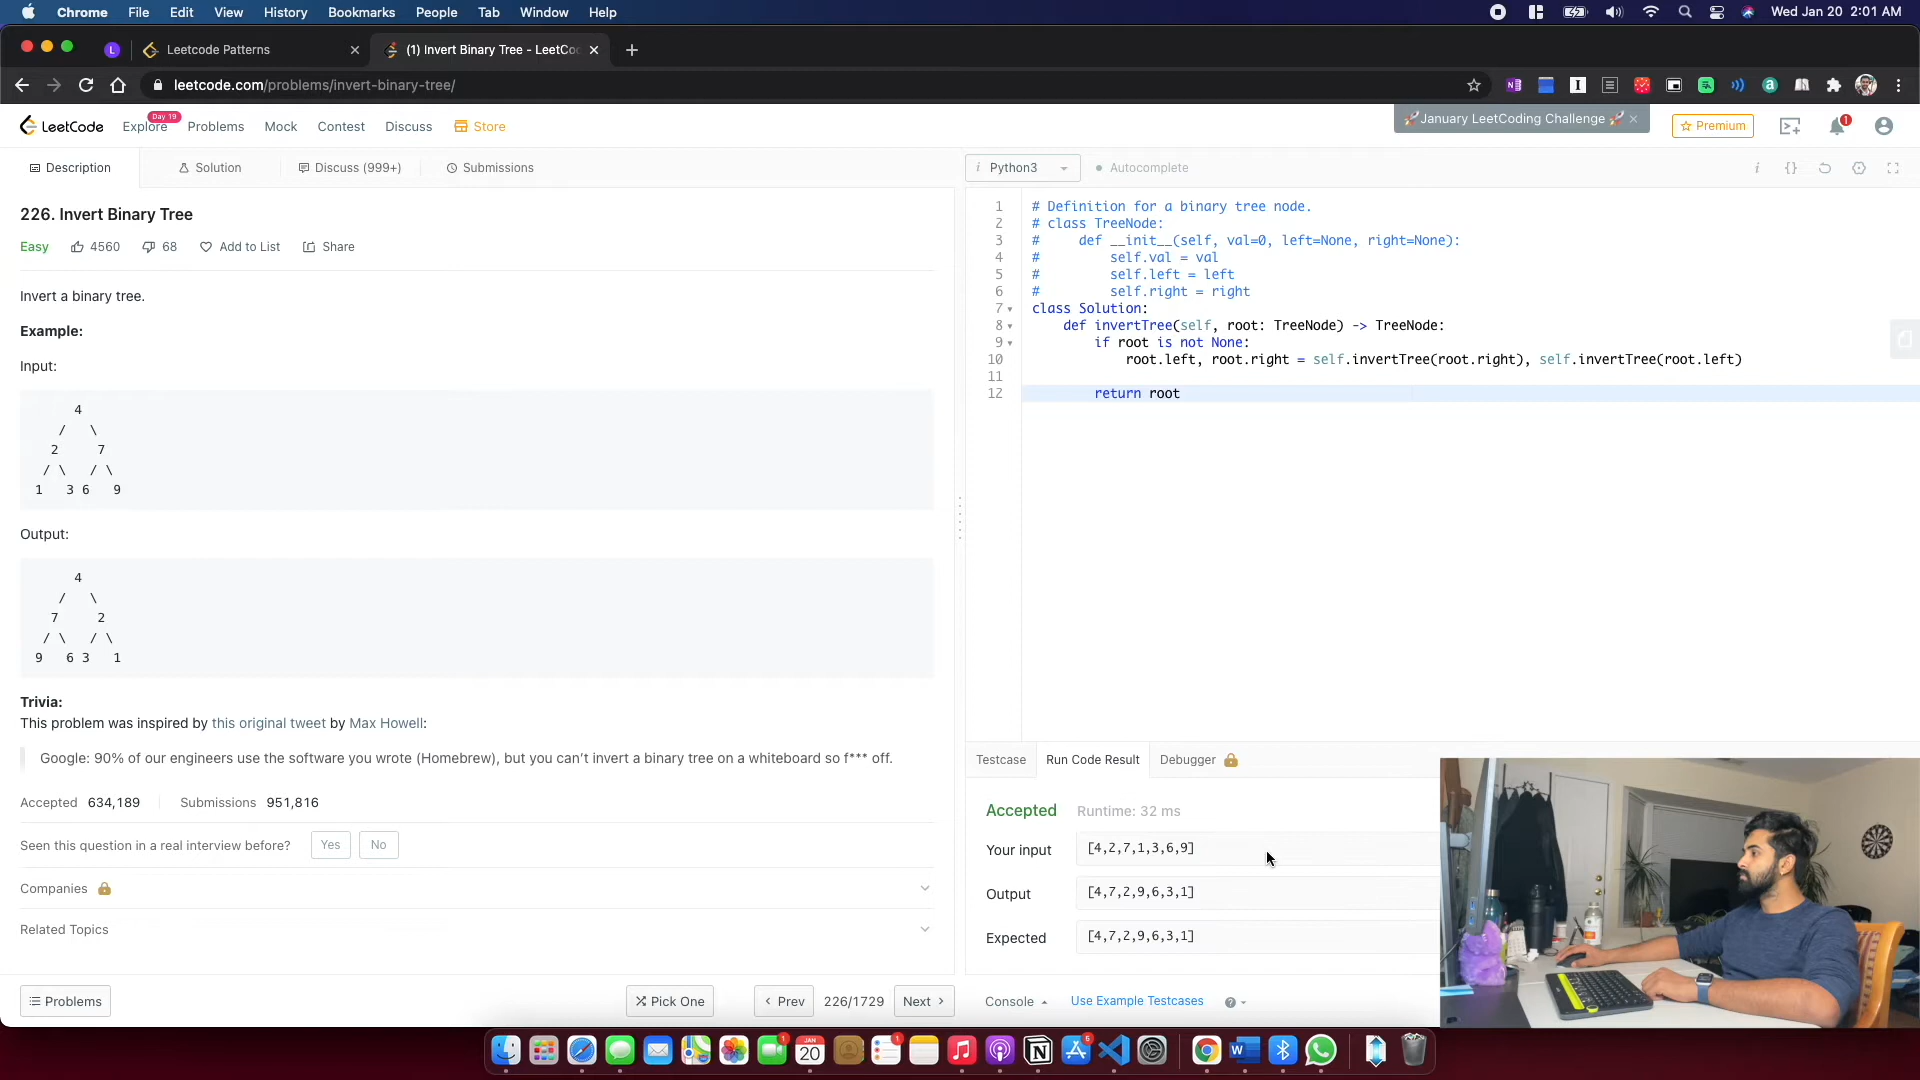 Chrome File Edit View History Bookmarks People Tab Window Help Wed Jan 20 2:01 AM
L Leetcode Patterns (1) Invert Binary Tree - LeetCo
leetcode.com/problems/invert-binary-tree/
LeetCode Explore Day 19 Problems Mock Contest Discuss Store 🚀January LeetCoding Challenge 🚀 × Premium 1
Description Solution Discuss (999+) Submissions
i Python3 Autocomplete i {}
226. Invert Binary Tree
Easy 4560 68 Add to List Share
Invert a binary tree.
Example:
Input:
4
/ \
2 7
/ \ / \
1 3 6 9
Output:
4
/ \
7 2
/ \ / \
9 6 3 1
Trivia:
This problem was inspired by this original tweet by Max Howell:
Google: 90% of our engineers use the software you wrote (Homebrew), but you can't invert a binary tree on a whiteboard so f*** off.
Accepted 634,189 Submissions 951,816
Seen this question in a real interview before? Yes No
Companies
Related Topics
Problems Pick One Prev 226/1729 Next
1 # Definition for a binary tree node.
2 # class TreeNode:
3 # def __init__(self, val=0, left=None, right=None):
4 # self.val = val
5 # self.left = left
6 # self.right = right
7 class Solution:
8 def invertTree(self, root: TreeNode) -> TreeNode:
9 if root is not None:
10 root.left, root.right = self.invertTree(root.right), self.invertTree(root.left)
11
12 return root
Testcase Run Code Result Debugger
Accepted Runtime: 32 ms
Your input [4,2,7,1,3,6,9]
Output [4,7,2,9,6,3,1]
Expected [4,7,2,9,6,3,1]
Console Use Example Testcases ?
1 JAN 20 1 6